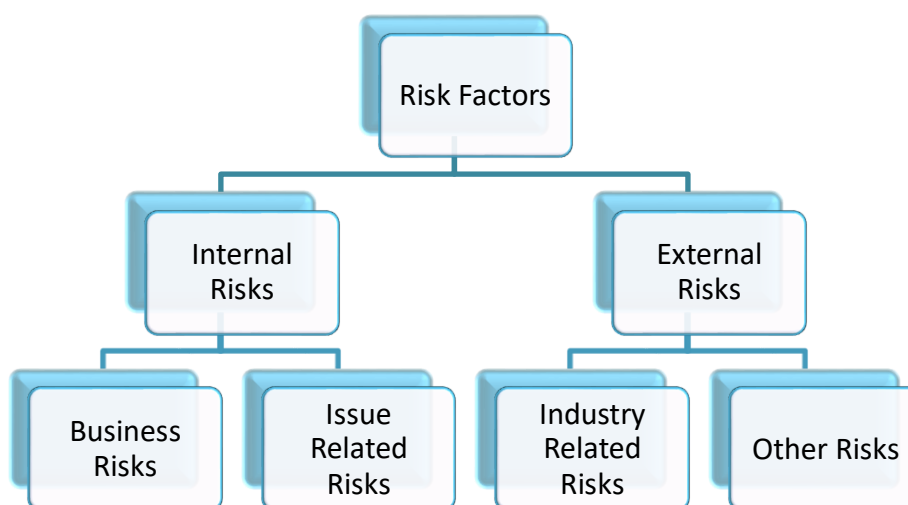 Risk Factors
Internal
Risks
External
Risks
Business
Risks
Issue
Related
Risks
Industry
Related
Risks
Other Risks